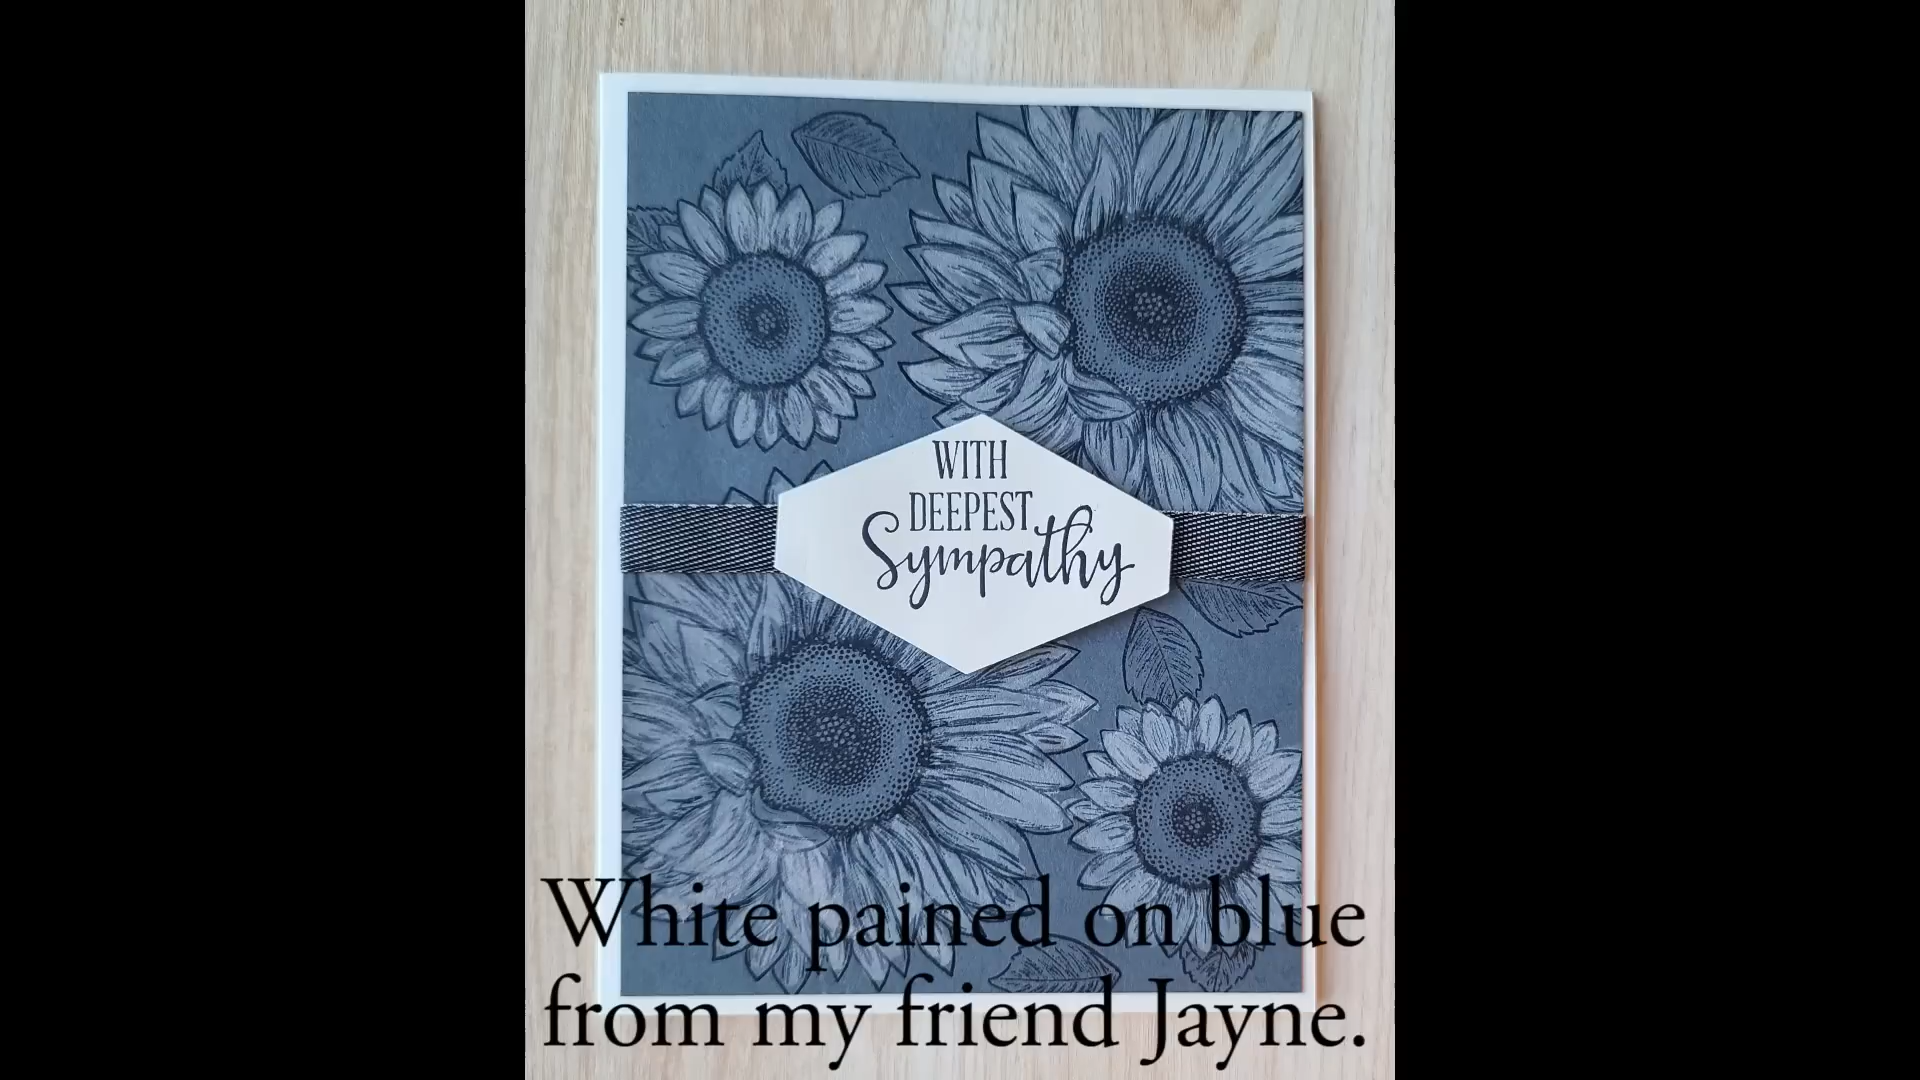 WITH
DEEPEST
Sympathy
White pained on blue
from my friend Jayne.